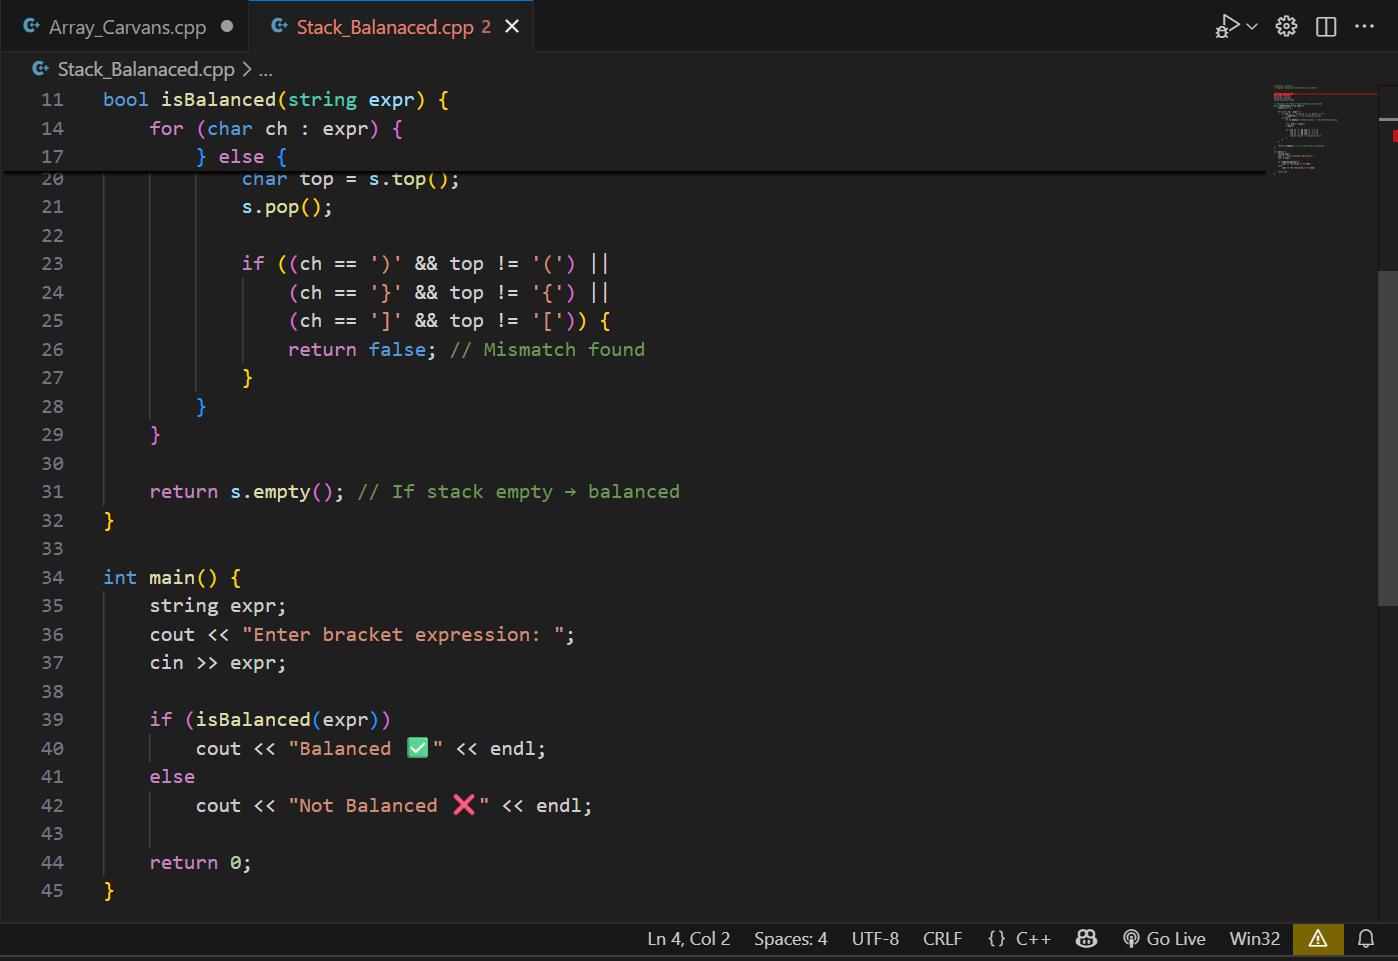 Array_Carvans.cpp Stack_Balanaced.cpp 2
Stack_Balanaced.cpp > ...
11 bool isBalanced(string expr) {
14     for (char ch : expr) {
17         } else {
20             char top = s.top();
21             s.pop();
22
23             if ((ch == ')' && top != '(') ||
24                 (ch == '}' && top != '{') ||
25                 (ch == ']' && top != '[')) {
26                 return false; // Mismatch found
27             }
28         }
29     }
30
31     return s.empty(); // If stack empty → balanced
32 }
33
34 int main() {
35     string expr;
36     cout << "Enter bracket expression: ";
37     cin >> expr;
38
39     if (isBalanced(expr))
40         cout << "Balanced ✅" << endl;
41     else
42         cout << "Not Balanced ❌" << endl;
43
44     return 0;
45 }
Ln 4, Col 2 Spaces: 4 UTF-8 CRLF {} C++ Go Live Win32